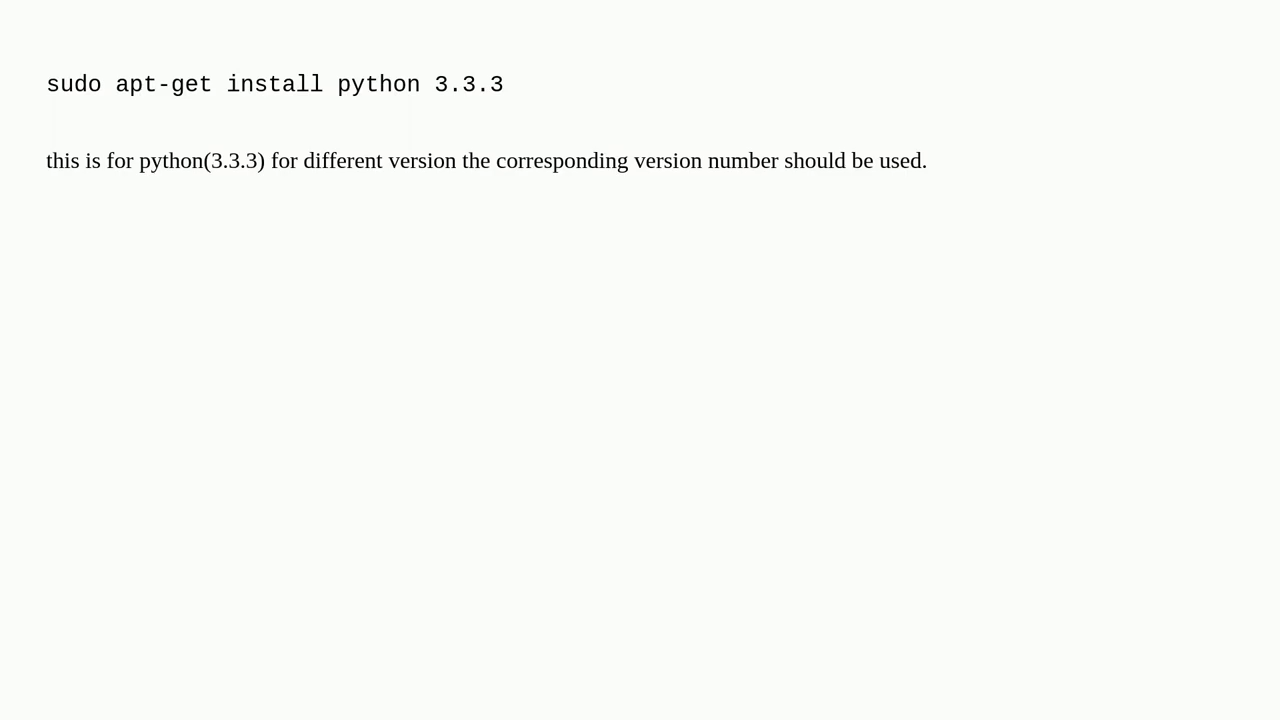 sudo apt-get install python 3.3.3
this is for python(3.3.3) for different version the corresponding version number should be used.